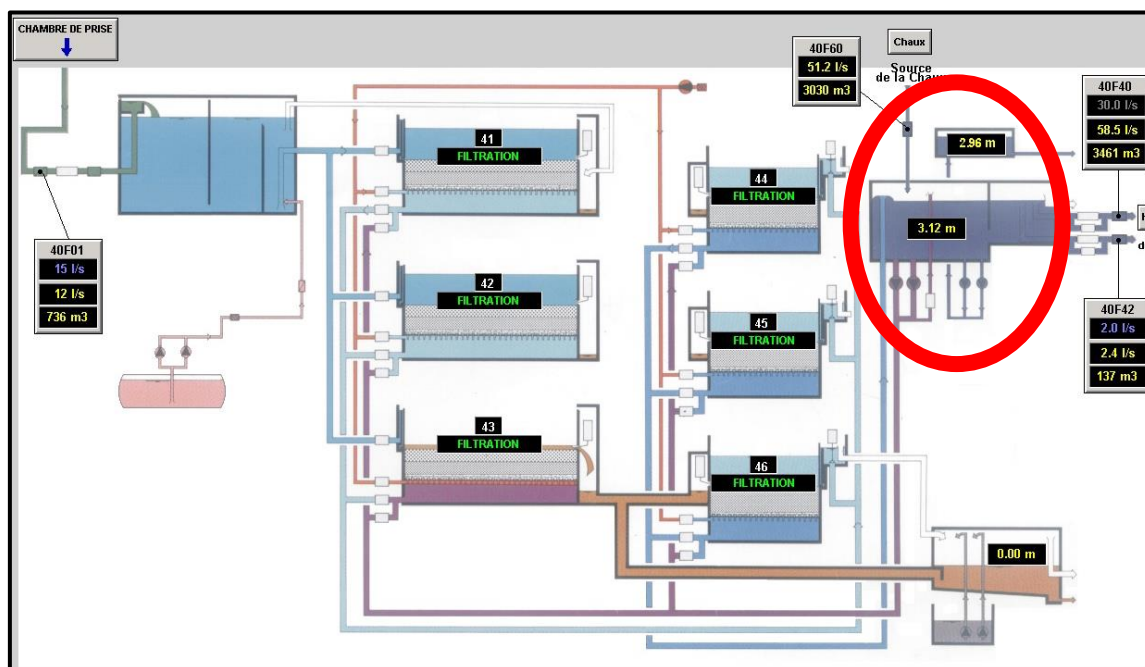 CHAMBRE DE PRISE
40F01
15 l/s
12 l/s
736 m3
41
FILTRATION
42
FILTRATION
43
FILTRATION
44
FILTRATION
45
FILTRATION
46
FILTRATION
40F60
51.2 l/s
3030 m3
Chaux
Source
de la Chaux
2.96 m
3.12 m
40F40
30.0 l/s
58.5 l/s
3461 m3
40F42
2.0 l/s
2.4 l/s
137 m3
0.00 m